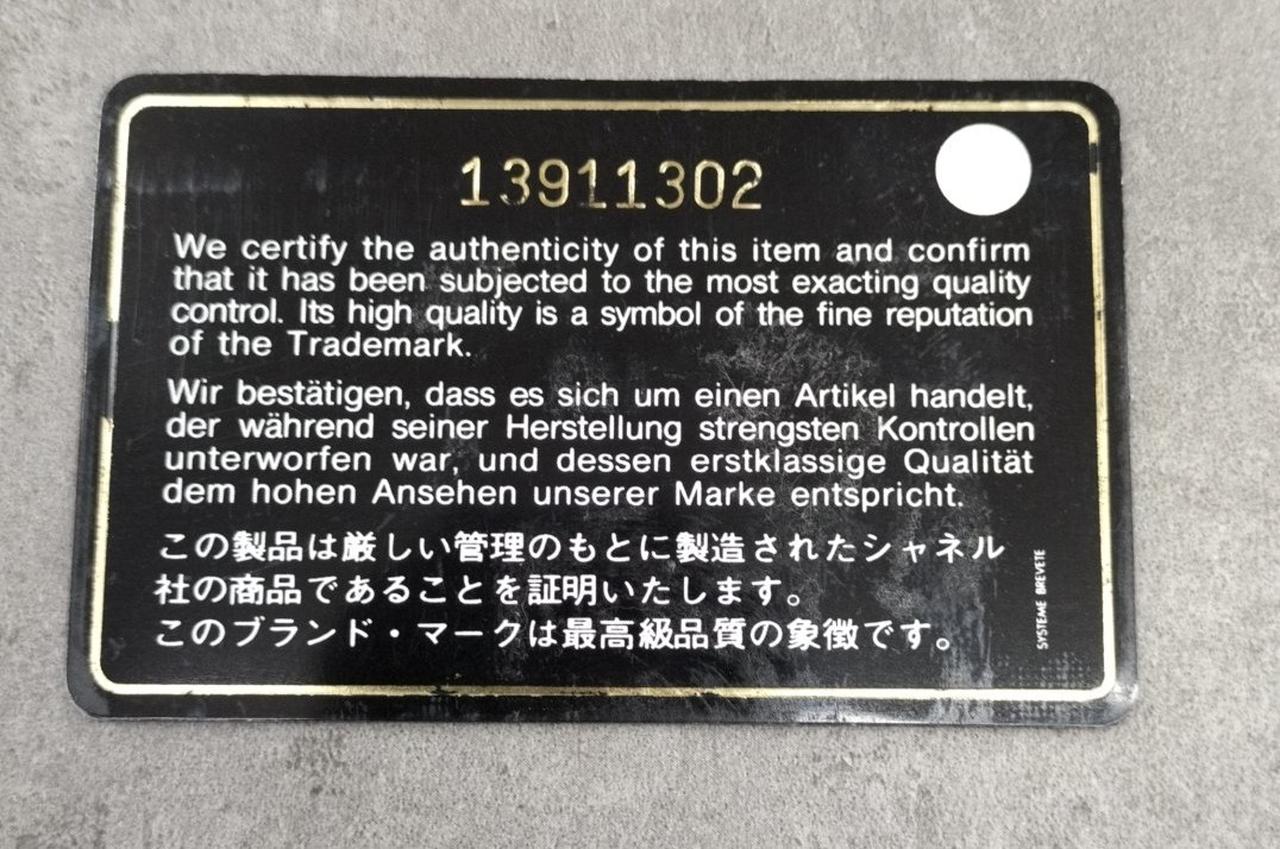 13911302
We certify the authenticity of this item and confirm
that it has been subjected to the most exacting quality
control. Its high quality is a symbol of the fine reputation
of the Trademark.
Wir bestätigen, dass es sich um einen Artikel handelt,
der während seiner Herstellung strengsten Kontrollen
unterworfen war, und dessen erstklassige Qualität
dem hohen Ansehen unserer Marke entspricht.
この製品は厳しい管理のもとに製造されたシャネル
社の商品であることを証明いたします。
このブランド・マークは最高級品質の象徴です。
SYSTEME BREVETE